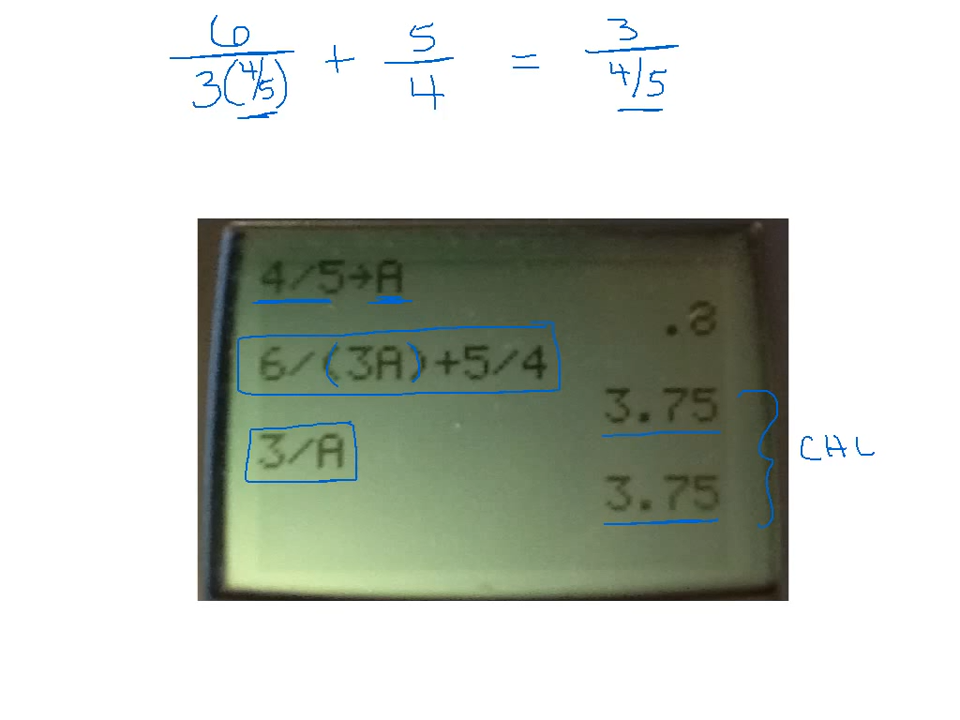 6/3(4/5) + 5/4 = 3/4/5
4/5→A
.8
6/(3A)+5/4
3.75
3/A
3.75
CHL